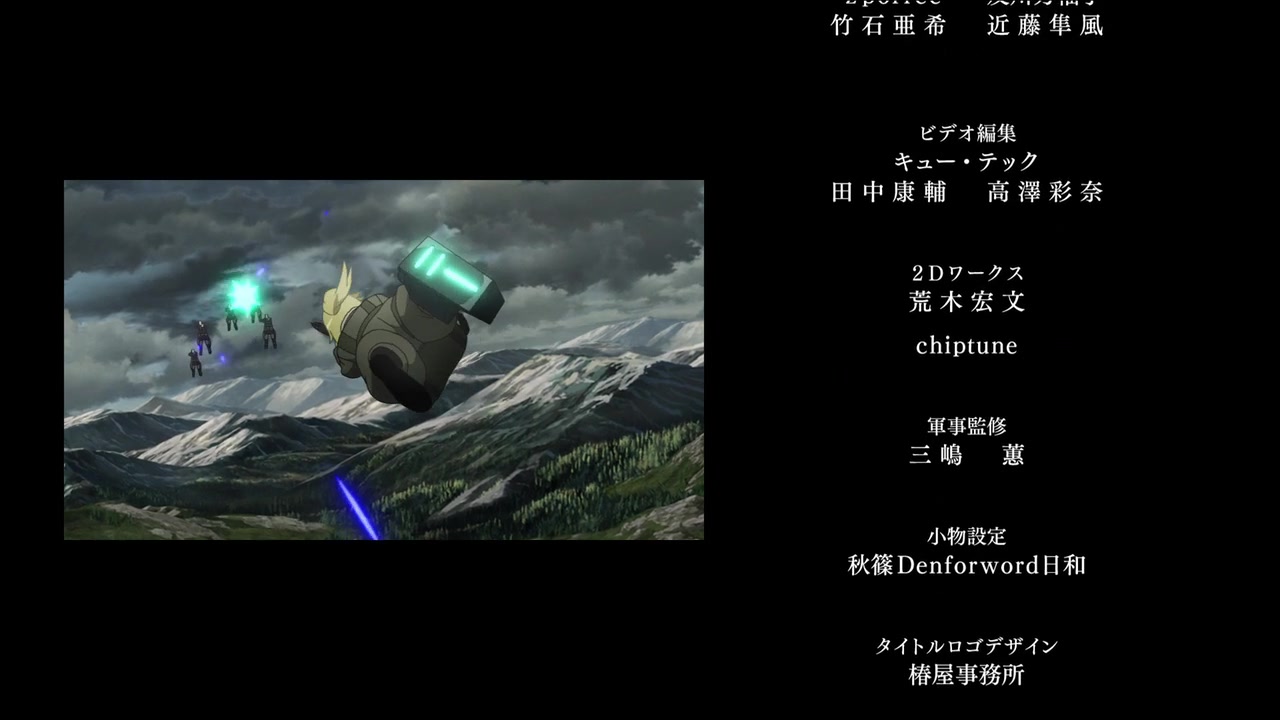 竹石亜希 近藤隼風
ビデオ編集
キュー・テック
田中康輔 高澤彩奈
2Dワークス
荒木宏文
chiptune
軍事監修
三嶋 蕙
小物設定
秋篠Denforword日和
タイトルロゴデザイン
椿屋事務所